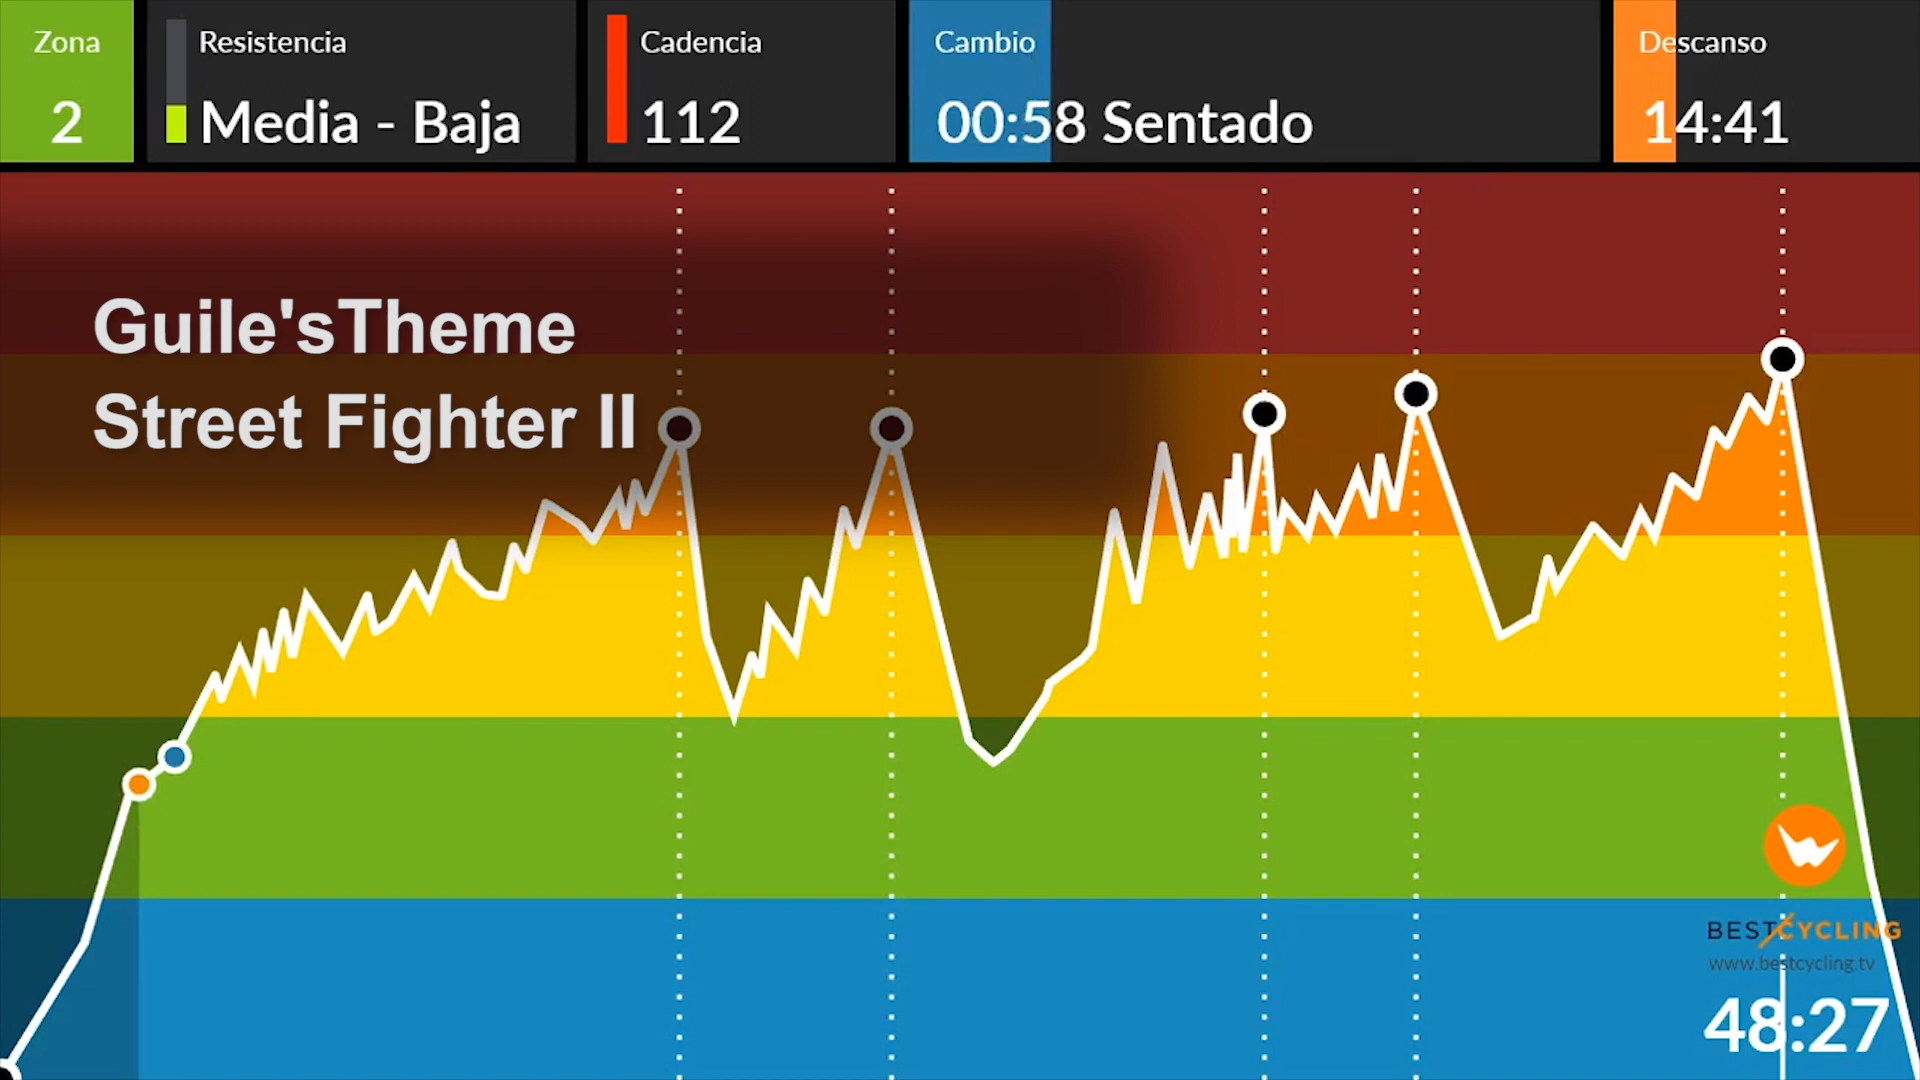 Zona
2
Resistencia
Media - Baja
Cadencia
112
Cambio
00:58 Sentado
Descanso
14:41
Guile'sTheme
Street Fighter II
BESTCYCLING
www.bestcycling.tv
48:27